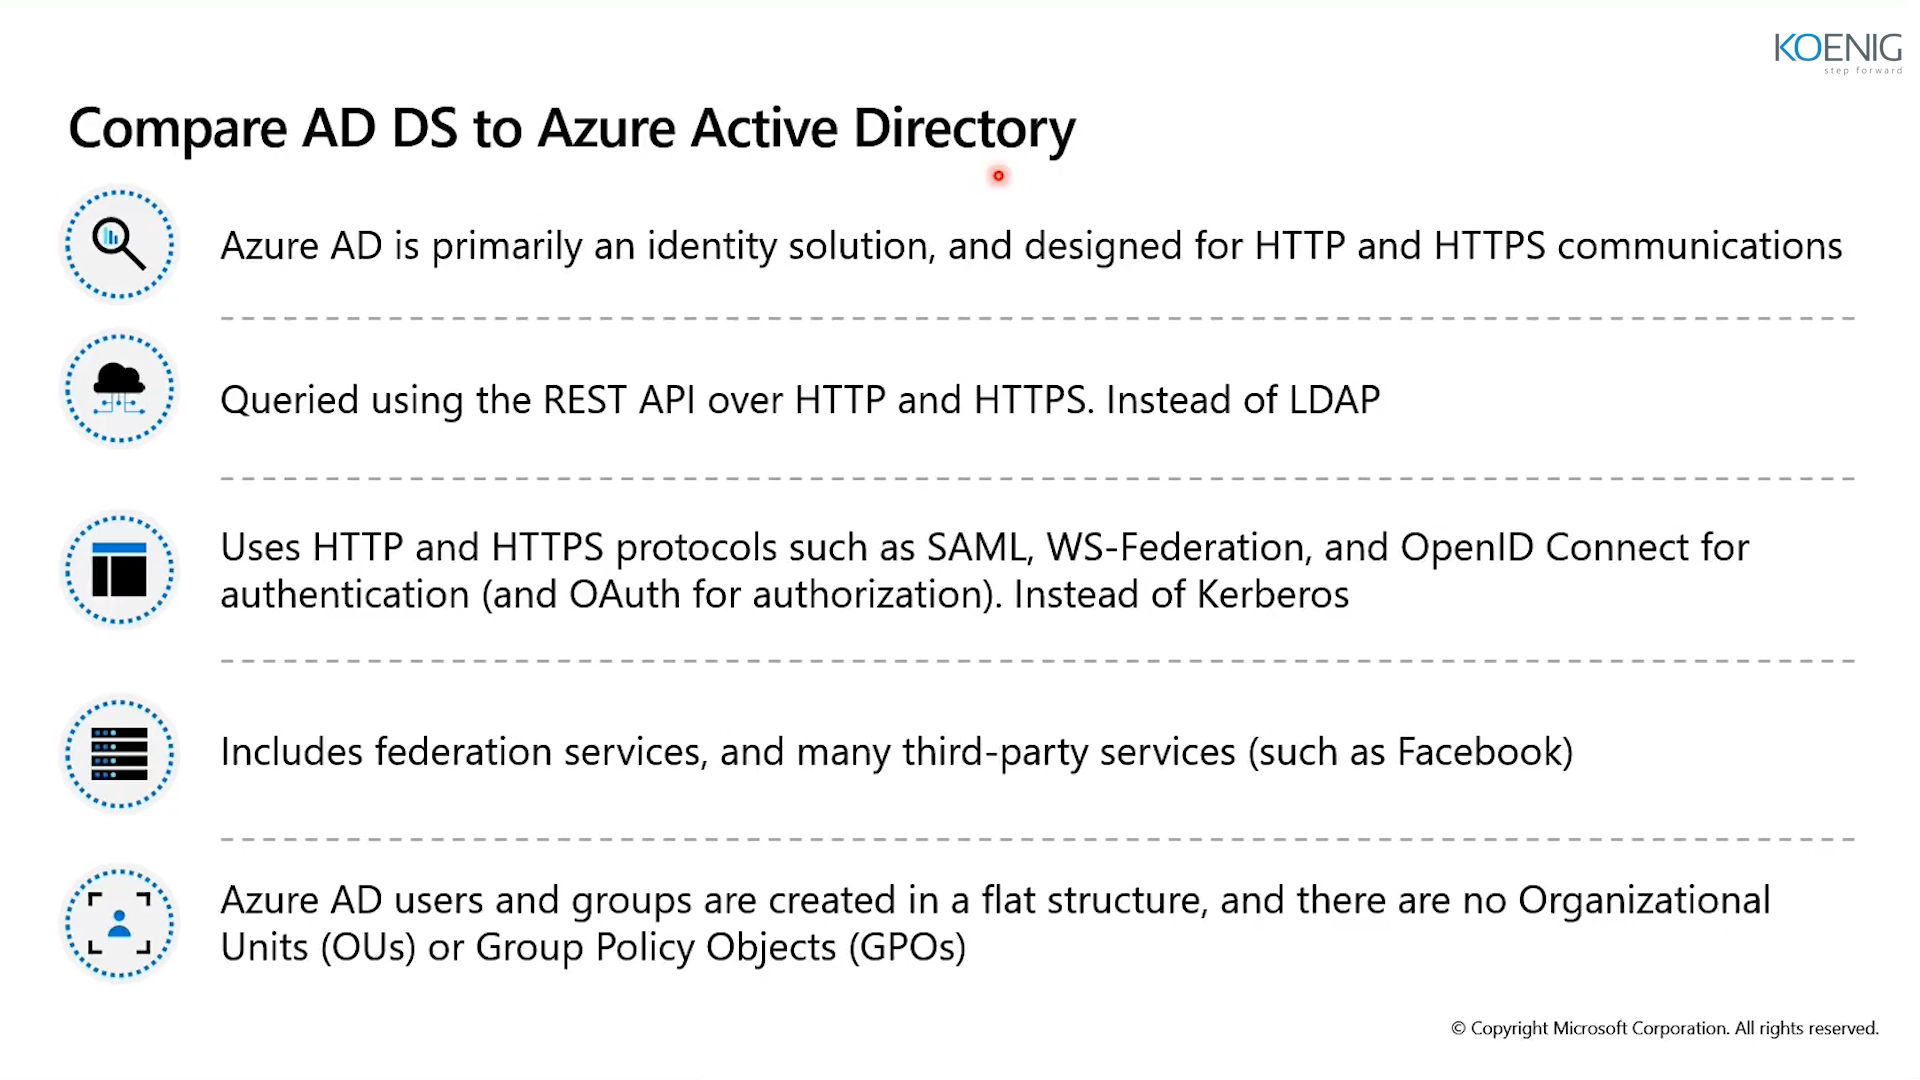 KOENIG
step forward
Compare AD DS to Azure Active Directory
Azure AD is primarily an identity solution, and designed for HTTP and HTTPS communications
Queried using the REST API over HTTP and HTTPS. Instead of LDAP
Uses HTTP and HTTPS protocols such as SAML, WS-Federation, and OpenID Connect for
authentication (and OAuth for authorization). Instead of Kerberos
Includes federation services, and many third-party services (such as Facebook)
Azure AD users and groups are created in a flat structure, and there are no Organizational
Units (OUs) or Group Policy Objects (GPOs)
© Copyright Microsoft Corporation. All rights reserved.